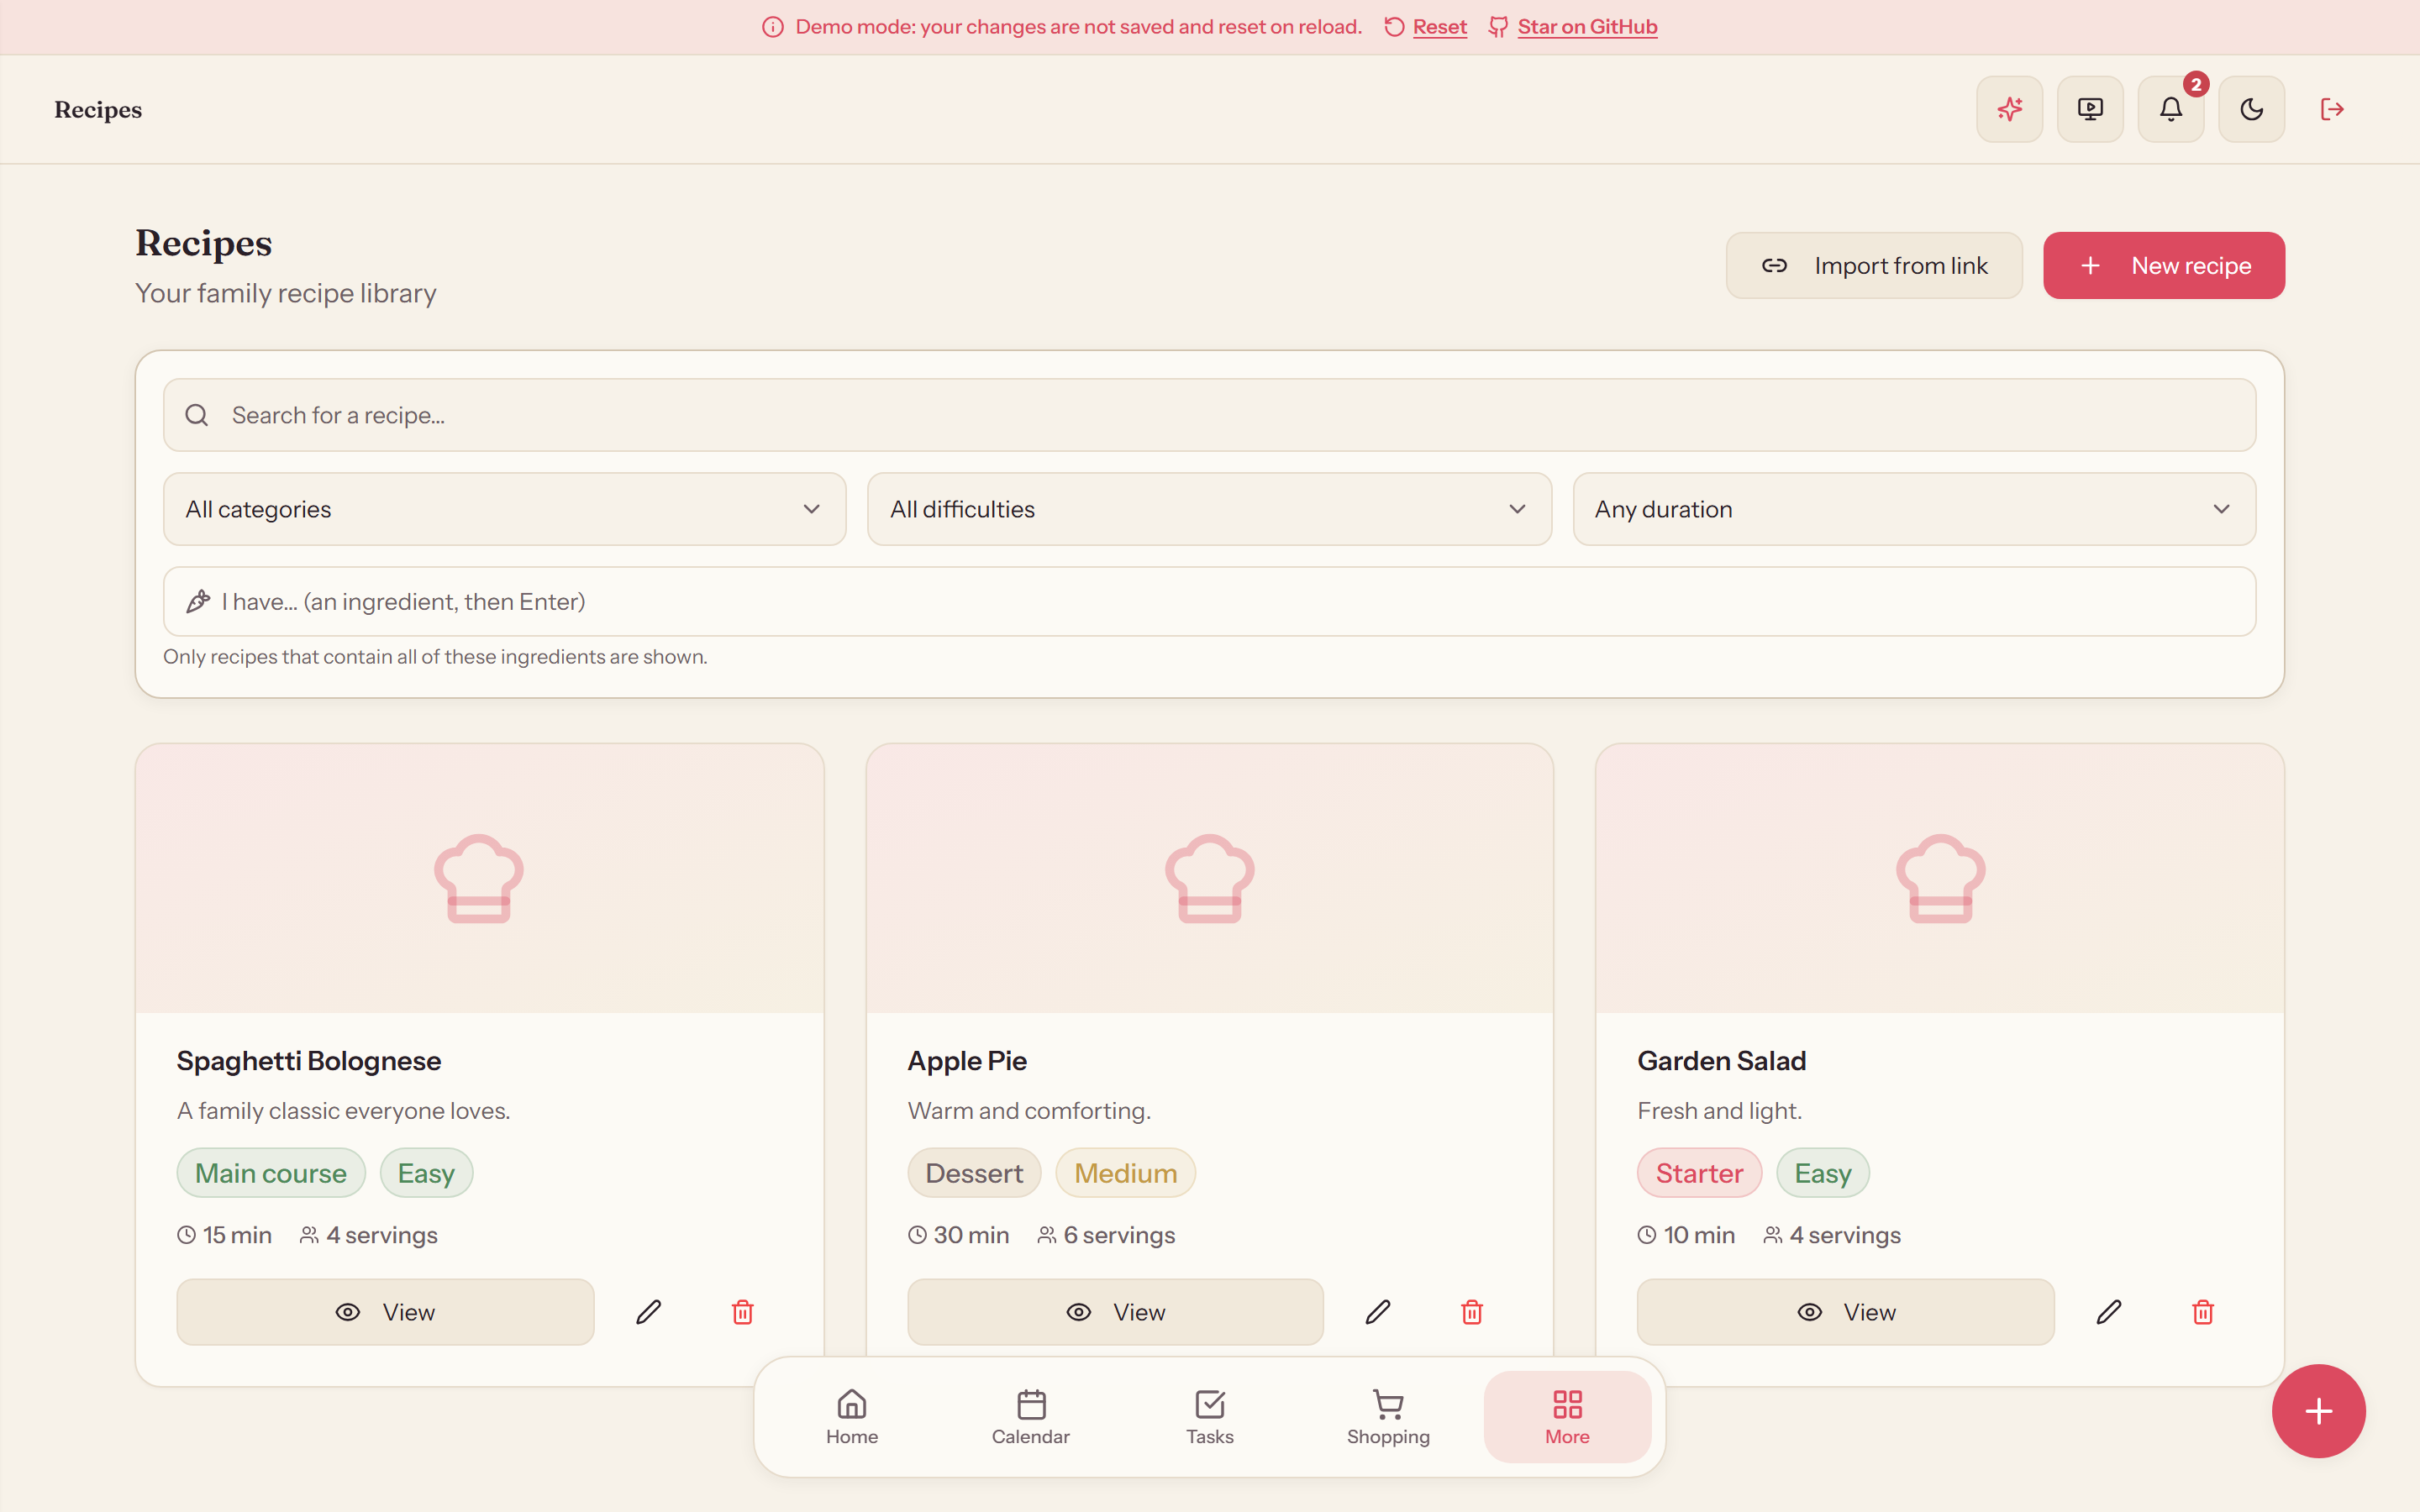 Demo mode: your changes are not saved and reset on reload. Reset Star on GitHub
Recipes
2
Recipes
Your family recipe library
Import from link
New recipe
Search for a recipe...
All categories
All difficulties
Any duration
I have... (an ingredient, then Enter)
Only recipes that contain all of these ingredients are shown.
Spaghetti Bolognese
A family classic everyone loves.
Main course Easy
15 min 4 servings
View
Apple Pie
Warm and comforting.
Dessert Medium
30 min 6 servings
View
Garden Salad
Fresh and light.
Starter Easy
10 min 4 servings
View
Home
Calendar
Tasks
Shopping
More